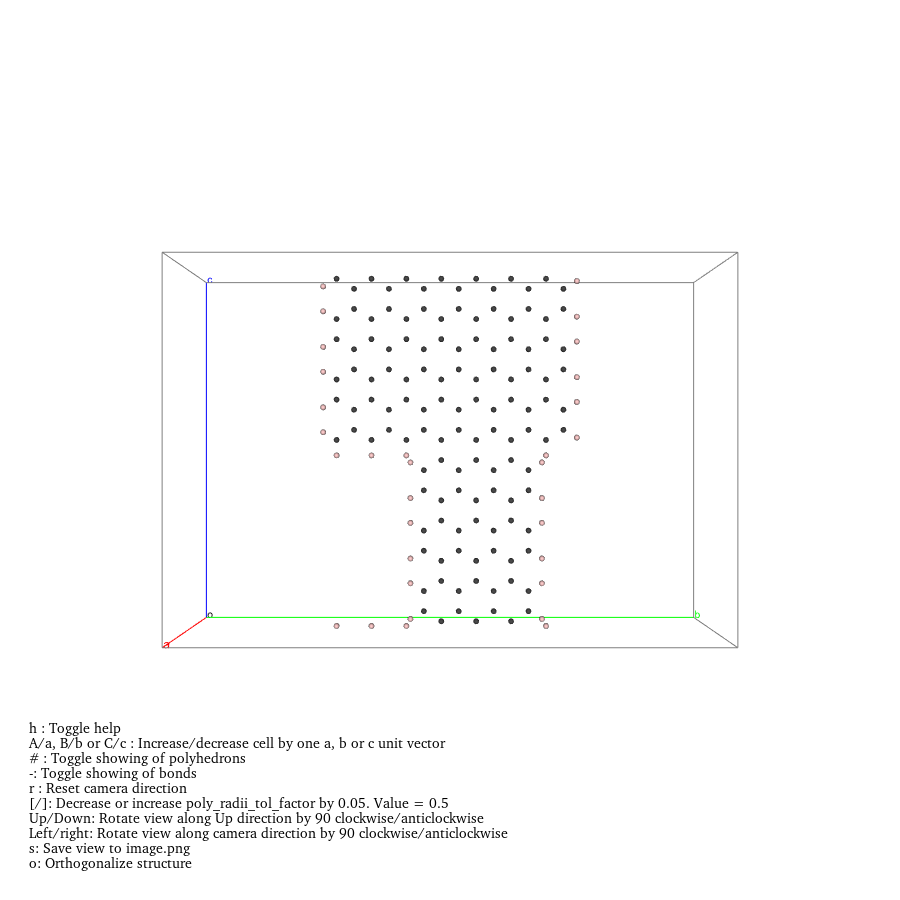 c
o
b
a
h : Toggle help
A/a, B/b or C/c : Increase/decrease cell by one a, b or c unit vector
# : Toggle showing of polyhedrons
-: Toggle showing of bonds
r : Reset camera direction
[/]: Decrease or increase poly_radii_tol_factor by 0.05. Value = 0.5
Up/Down: Rotate view along Up direction by 90 clockwise/anticlockwise
Left/right: Rotate view along camera direction by 90 clockwise/anticlockwise
s: Save view to image.png
o: Orthogonalize structure